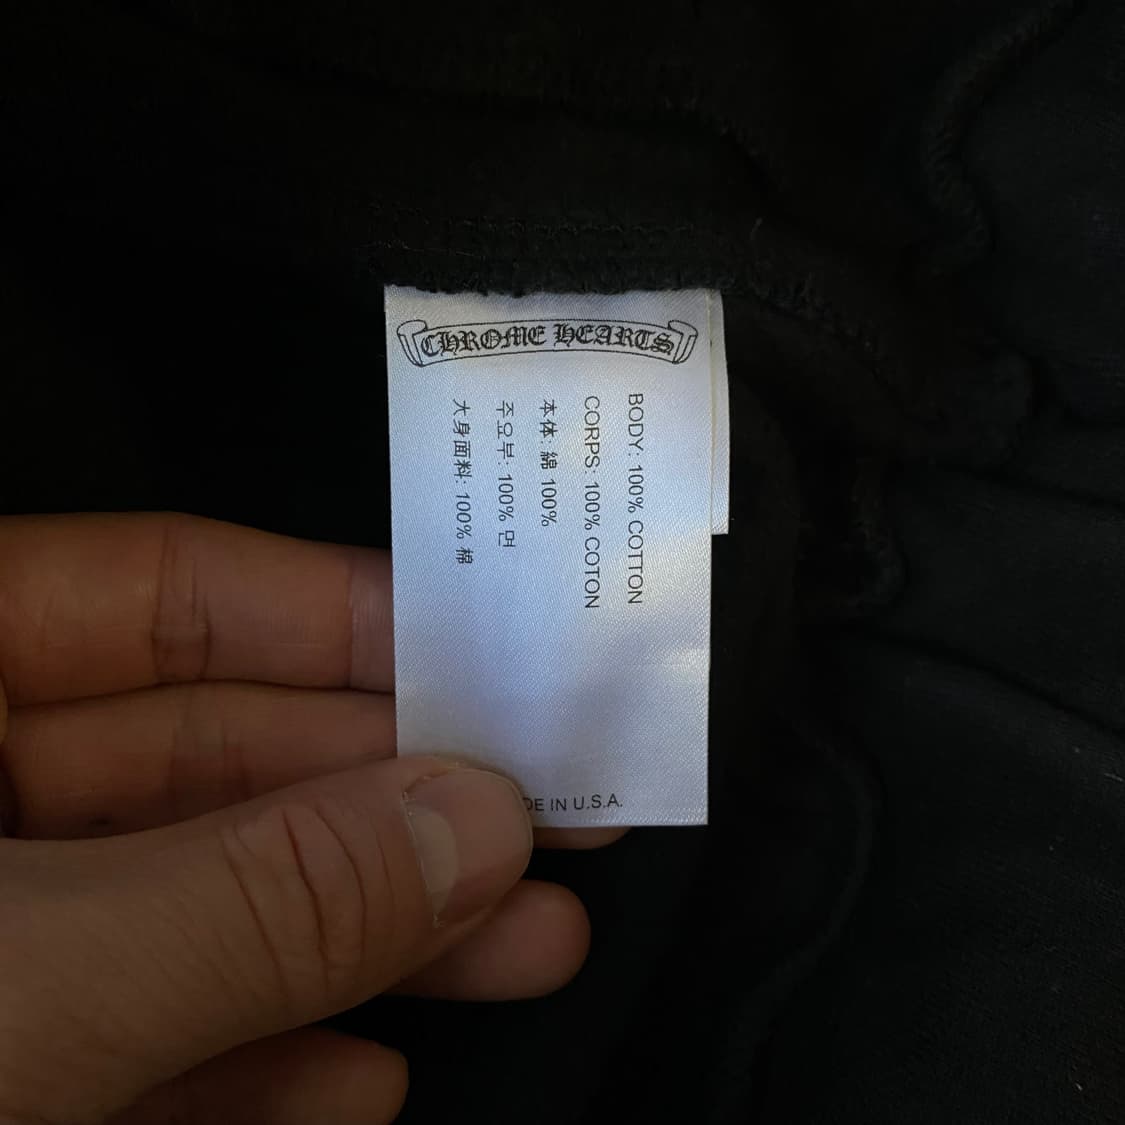 CHROME HEARTS
BODY: 100% COTTON
CORPS: 100% COTON
本体: 綿 100%
주요부: 100% 면
大身面料: 100% 棉
DE IN U.S.A.